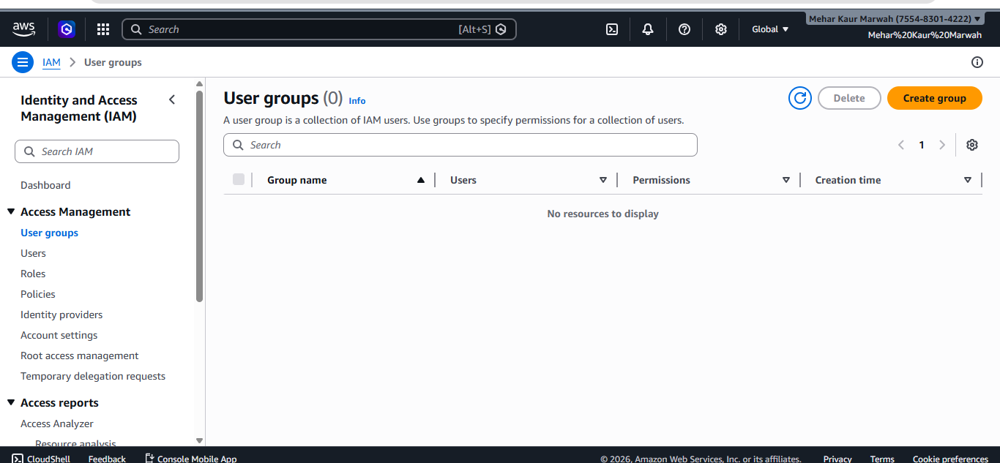 aws
Search
[Alt+S]
Global
Mehar Kaur Marwah (7554-8301-4222)
Mehar%20Kaur%20Marwah
IAM
User groups
Identity and Access
Management (IAM)
Search IAM
Dashboard
Access Management
User groups
Users
Roles
Policies
Identity providers
Account settings
Root access management
Temporary delegation requests
Access reports
Access Analyzer
Resource analysis
User groups (0) Info
Delete
Create group
A user group is a collection of IAM users. Use groups to specify permissions for a collection of users.
Search
1
Group name
Users
Permissions
Creation time
No resources to display
CloudShell
Feedback
Console Mobile App
© 2026, Amazon Web Services, Inc. or its affiliates.
Privacy
Terms
Cookie preferences